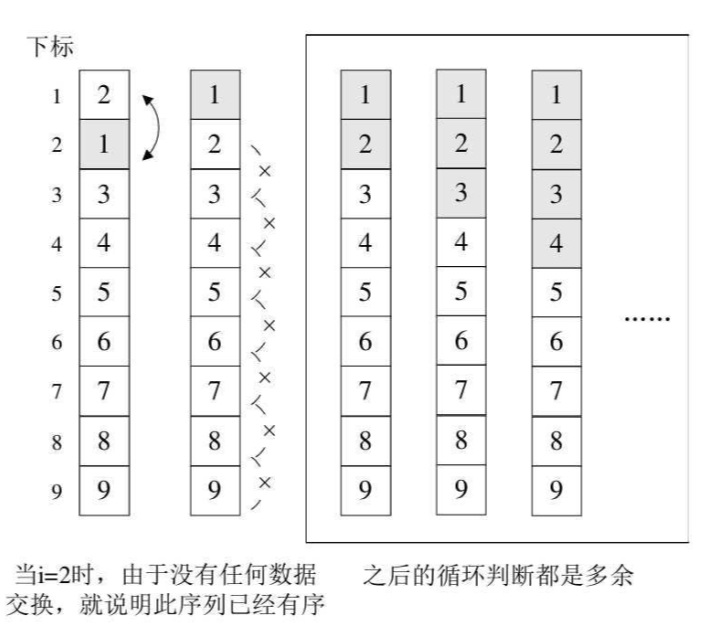 下标
1 2 1 1 1 1
2 1 2 2 2 2
3 3 3 3 3 3
4 4 4 4 4 4
5 5 5 5 5 5
6 6 6 6 6 6
7 7 7 7 7 7
8 8 8 8 8 8
9 9 9 9 9 9
……
当i=2时，由于没有任何数据
交换，就说明此序列已经有序
之后的循环判断都是多余